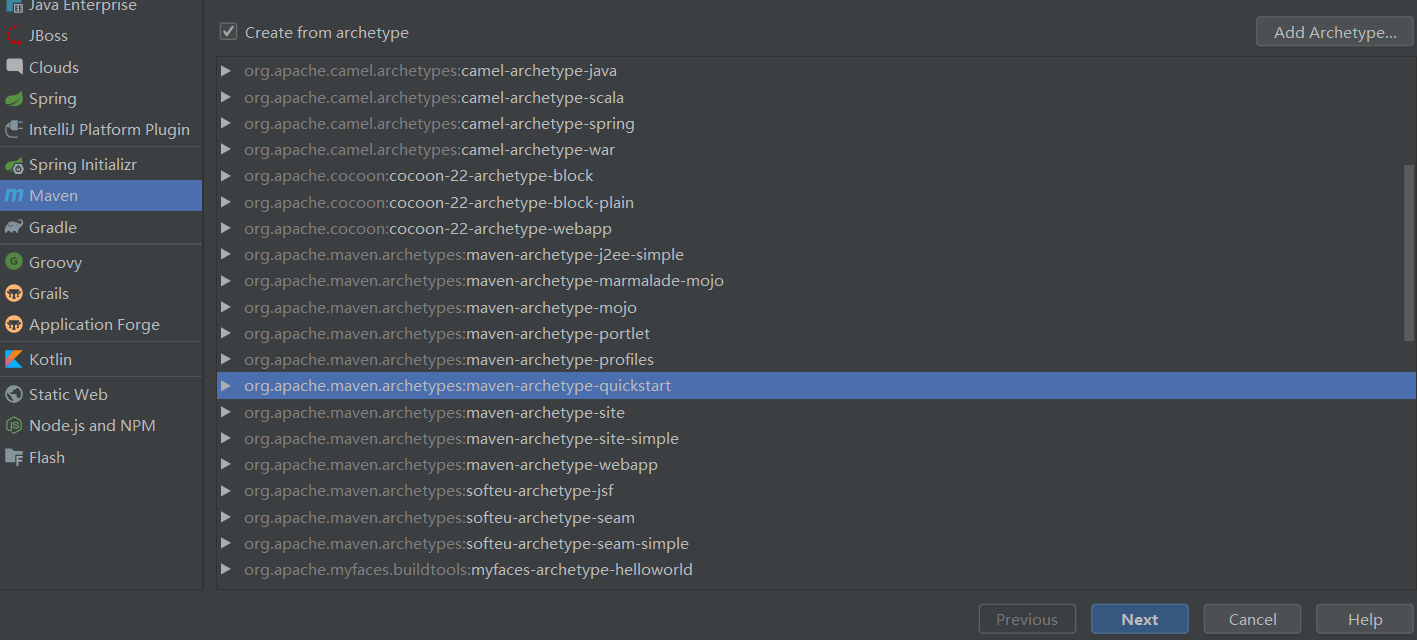 Java Enterprise
JBoss
Clouds
Spring
IntelliJ Platform Plugin
Spring Initializr
Maven
Gradle
Groovy
Grails
Application Forge
Kotlin
Static Web
Node.js and NPM
Flash
Create from archetype
Add Archetype...
org.apache.camel.archetypes:camel-archetype-java
org.apache.camel.archetypes:camel-archetype-scala
org.apache.camel.archetypes:camel-archetype-spring
org.apache.camel.archetypes:camel-archetype-war
org.apache.cocoon:cocoon-22-archetype-block
org.apache.cocoon:cocoon-22-archetype-block-plain
org.apache.cocoon:cocoon-22-archetype-webapp
org.apache.maven.archetypes:maven-archetype-j2ee-simple
org.apache.maven.archetypes:maven-archetype-marmalade-mojo
org.apache.maven.archetypes:maven-archetype-mojo
org.apache.maven.archetypes:maven-archetype-portlet
org.apache.maven.archetypes:maven-archetype-profiles
org.apache.maven.archetypes:maven-archetype-quickstart
org.apache.maven.archetypes:maven-archetype-site
org.apache.maven.archetypes:maven-archetype-site-simple
org.apache.maven.archetypes:maven-archetype-webapp
org.apache.maven.archetypes:softeu-archetype-jsf
org.apache.maven.archetypes:softeu-archetype-seam
org.apache.maven.archetypes:softeu-archetype-seam-simple
org.apache.myfaces.buildtools:myfaces-archetype-helloworld
Previous
Next
Cancel
Help